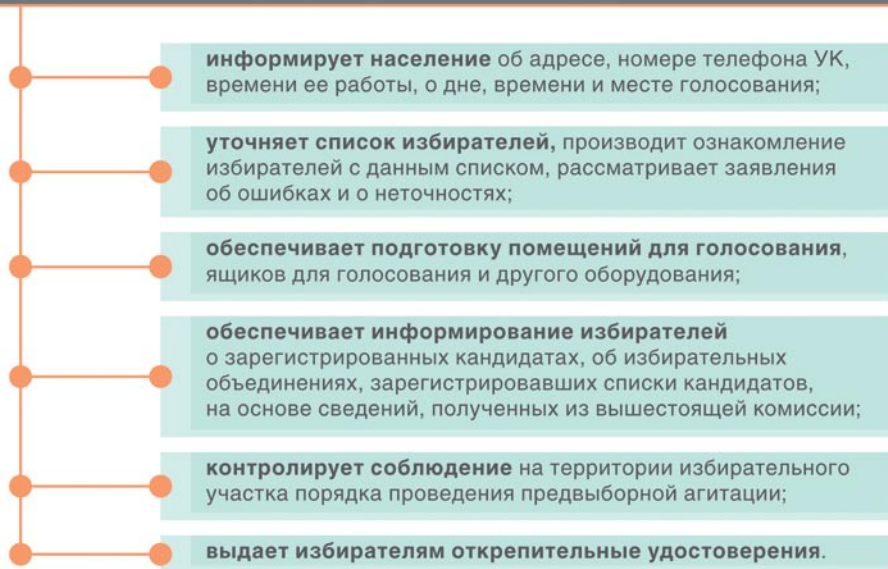 информирует население об адресе, номере телефона УК,
времени ее работы, о дне, времени и месте голосования;
уточняет список избирателей, производит ознакомление
избирателей с данным списком, рассматривает заявления
об ошибках и о неточностях;
обеспечивает подготовку помещений для голосования,
ящиков для голосования и другого оборудования;
обеспечивает информирование избирателей
о зарегистрированных кандидатах, об избирательных
объединениях, зарегистрировавших списки кандидатов,
на основе сведений, полученных из вышестоящей комиссии;
контролирует соблюдение на территории избирательного
участка порядка проведения предвыборной агитации;
выдает избирателям открепительные удостоверения.